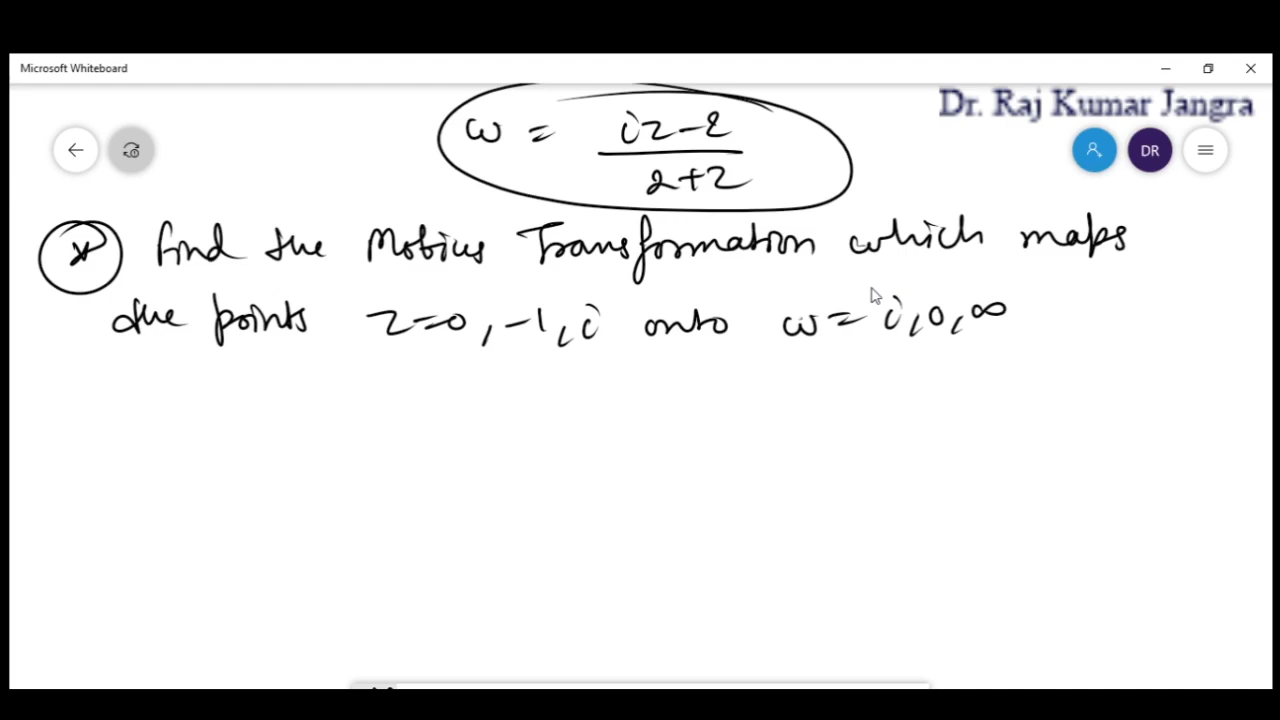 Microsoft Whiteboard
Dr. Raj Kumar Jangra
DR
ω = iz-2 / 2+z
* find the Mobius Transformation which maps
the points z=0, -1, i onto ω= i, 0, ∞